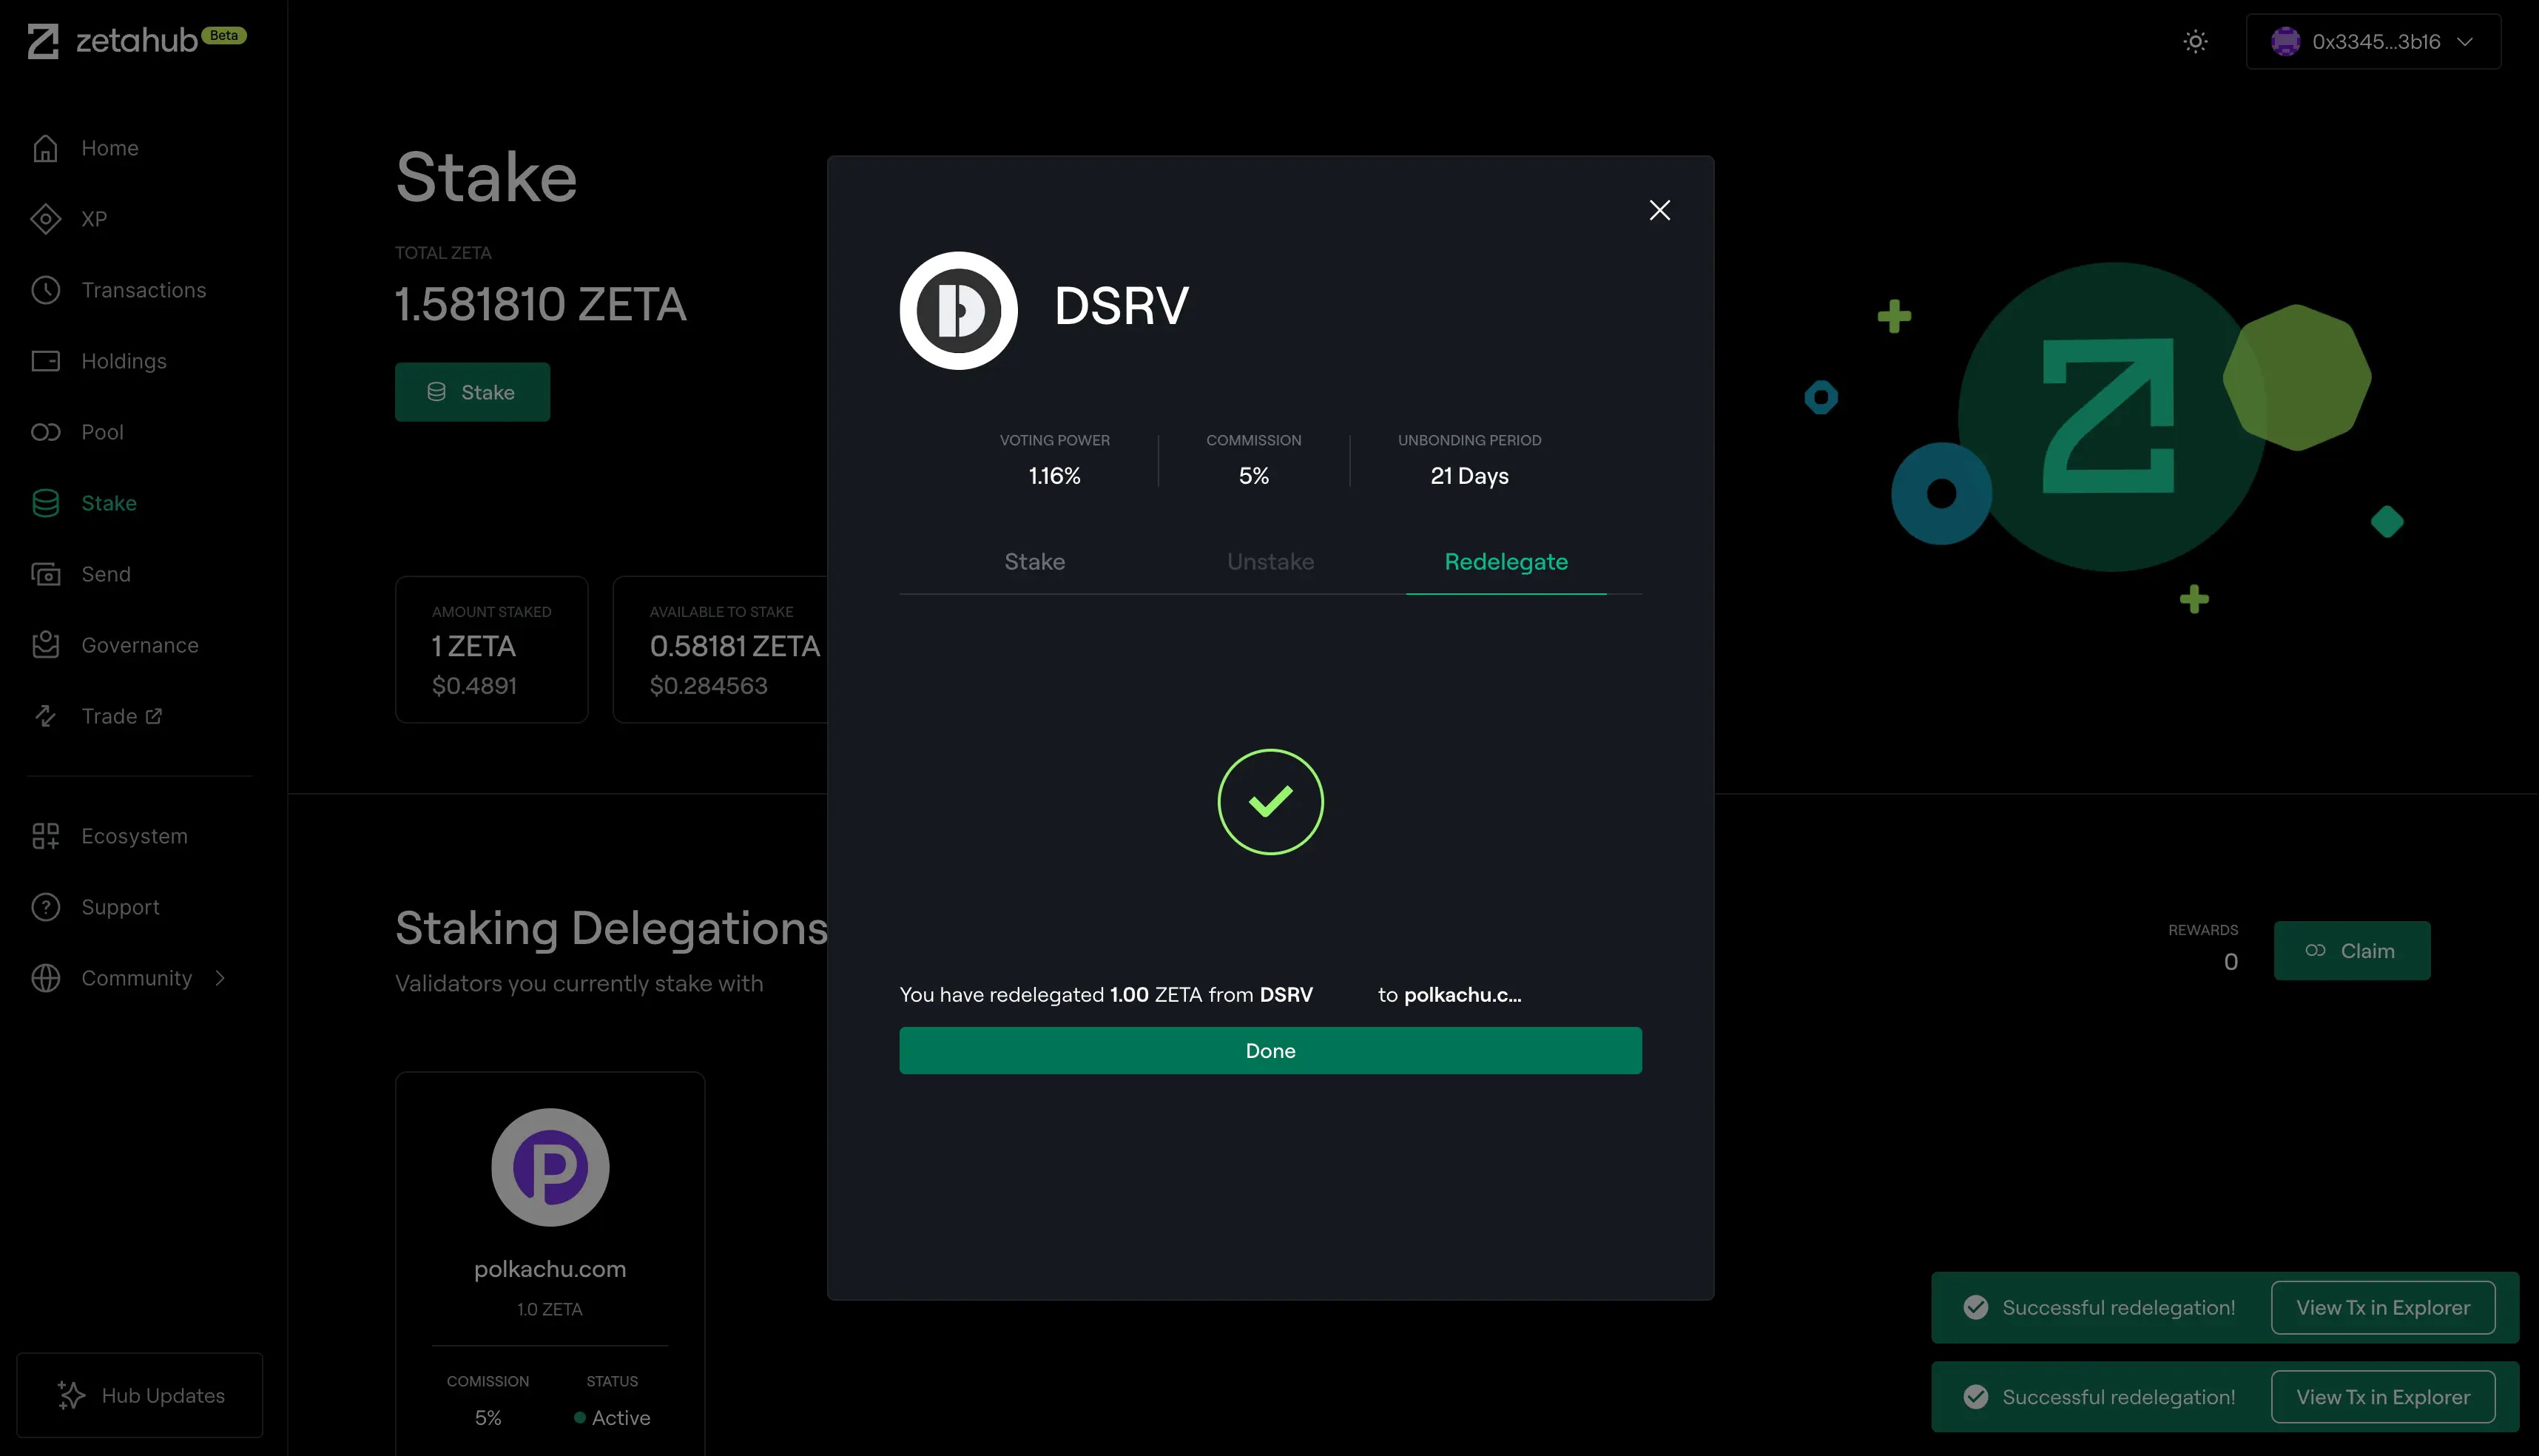 zetahub Beta
0x3345...3b16
Home
XP
Transactions
Holdings
Pool
Stake
Send
Governance
Trade
Ecosystem
Support
Community
Hub Updates
Stake
TOTAL ZETA
1.581810 ZETA
Stake
AMOUNT STAKED
1 ZETA
$0.4891
AVAILABLE TO STAKE
0.58181 ZETA
$0.284563
DSRV
VOTING POWER
1.16%
COMMISSION
5%
UNBONDING PERIOD
21 Days
Stake
Unstake
Redelegate
You have redelegated 1.00 ZETA from DSRV to polkachu.c...
Done
Staking Delegations
Validators you currently stake with
REWARDS
0
Claim
polkachu.com
1.0 ZETA
COMISSION
5%
STATUS
Active
Successful redelegation!
View Tx in Explorer
Successful redelegation!
View Tx in Explorer